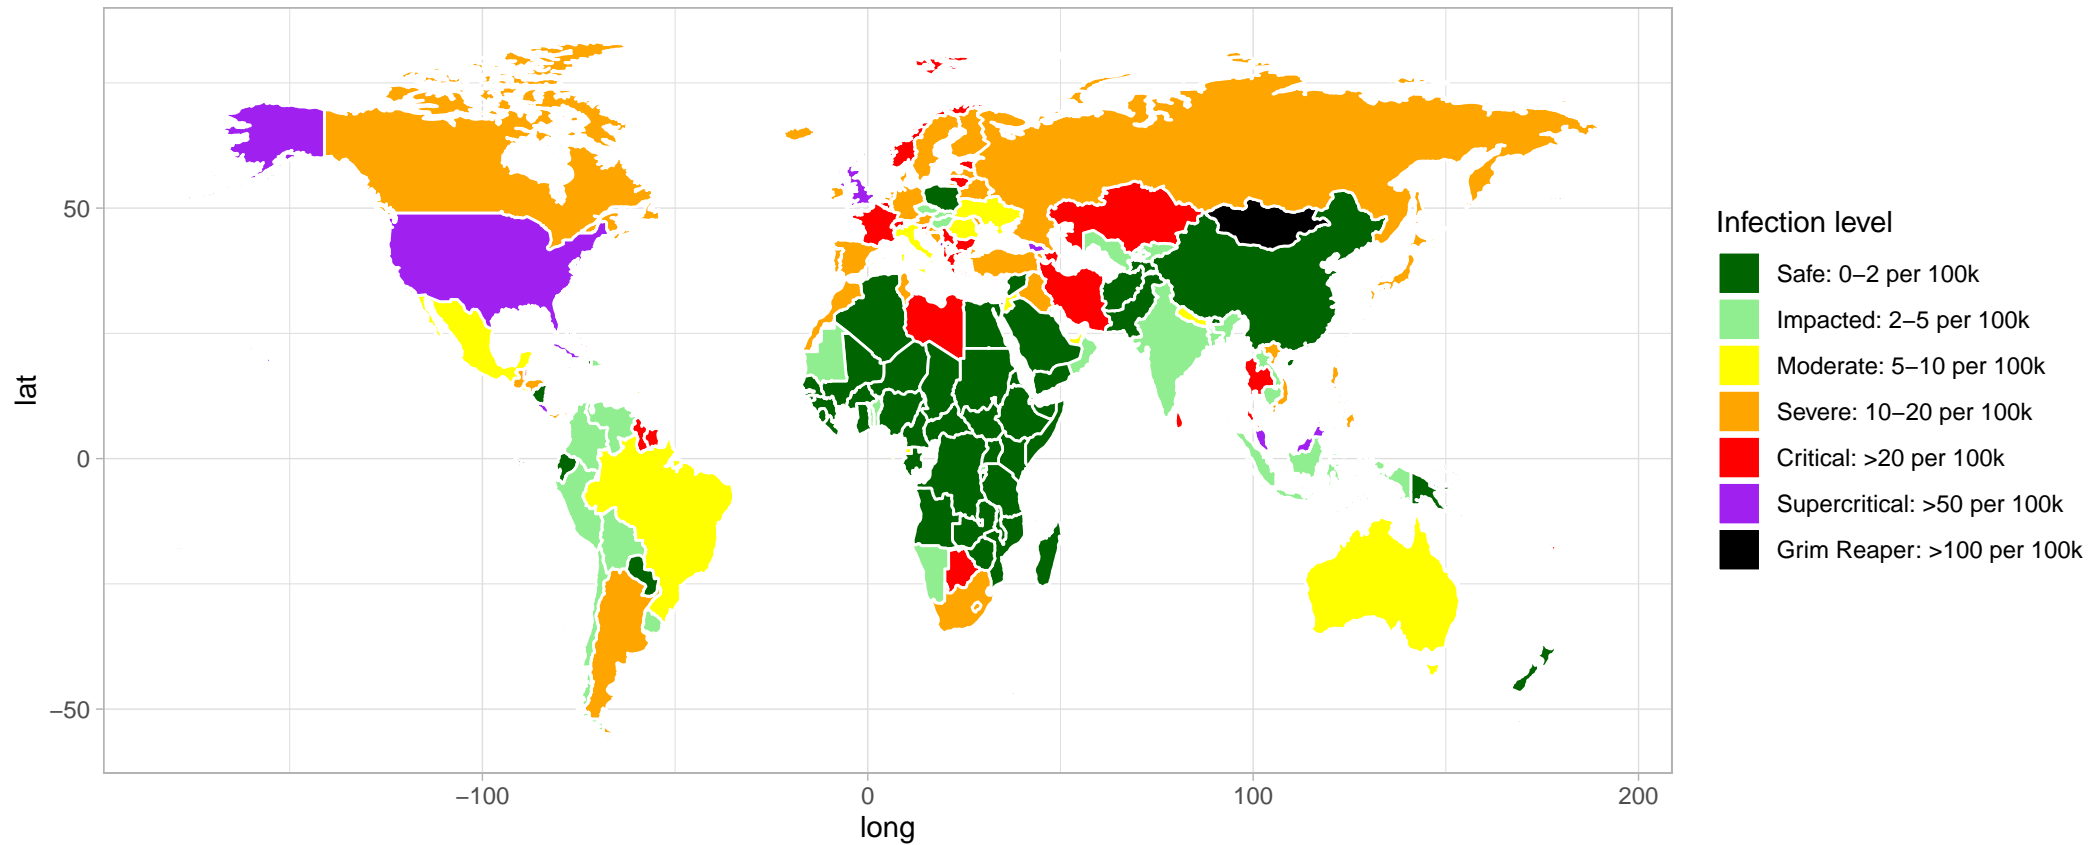 50
0
−50
lat
−100
0
100
200
long
Infection level
Safe: 0−2 per 100k
Impacted: 2−5 per 100k
Moderate: 5−10 per 100k
Severe: 10−20 per 100k
Critical: >20 per 100k
Supercritical: >50 per 100k
Grim Reaper: >100 per 100k